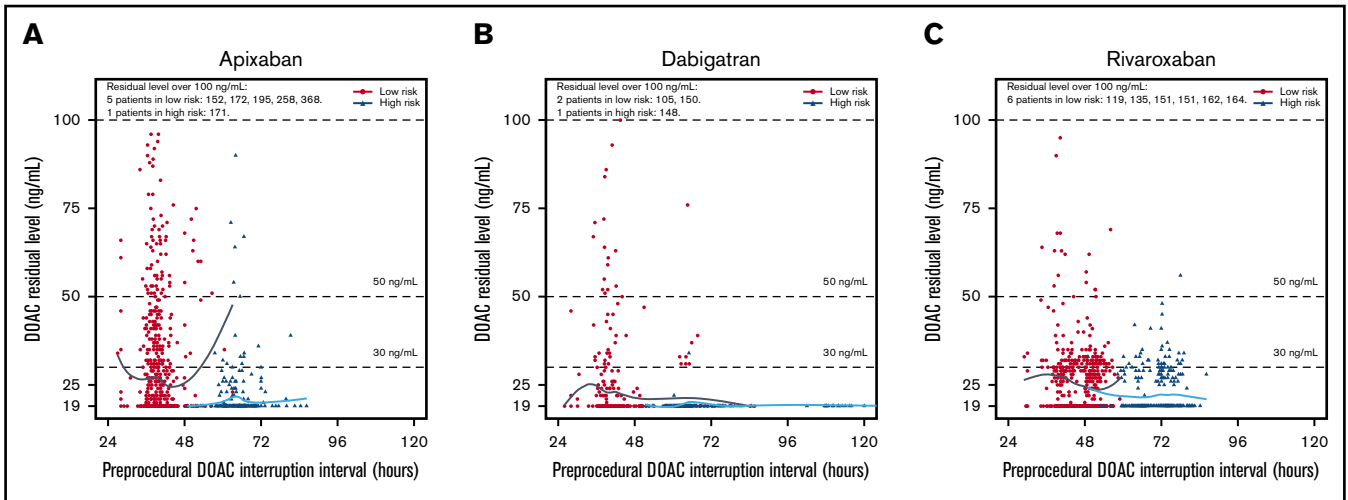 A
Apixaban
Residual level over 100 ng/mL:
5 patients in low risk: 152, 172, 195, 258, 368.
1 patients in high risk: 171.
Low risk
High risk
100
75
50
25
19
50 ng/mL
30 ng/mL
DOAC residual level (ng/mL)
24 48 72 96 120
Preprocedural DOAC interruption interval (hours)
B
Dabigatran
Residual level over 100 ng/mL:
2 patients in low risk: 105, 150.
1 patients in high risk: 148.
Low risk
High risk
100
75
50
25
19
50 ng/mL
30 ng/mL
DOAC residual level (ng/mL)
24 48 72 96 120
Preprocedural DOAC interruption interval (hours)
C
Rivaroxaban
Residual level over 100 ng/mL:
6 patients in low risk: 119, 135, 151, 151, 162, 164.
Low risk
High risk
100
75
50
25
19
50 ng/mL
30 ng/mL
DOAC residual level (ng/mL)
24 48 72 96 120
Preprocedural DOAC interruption interval (hours)